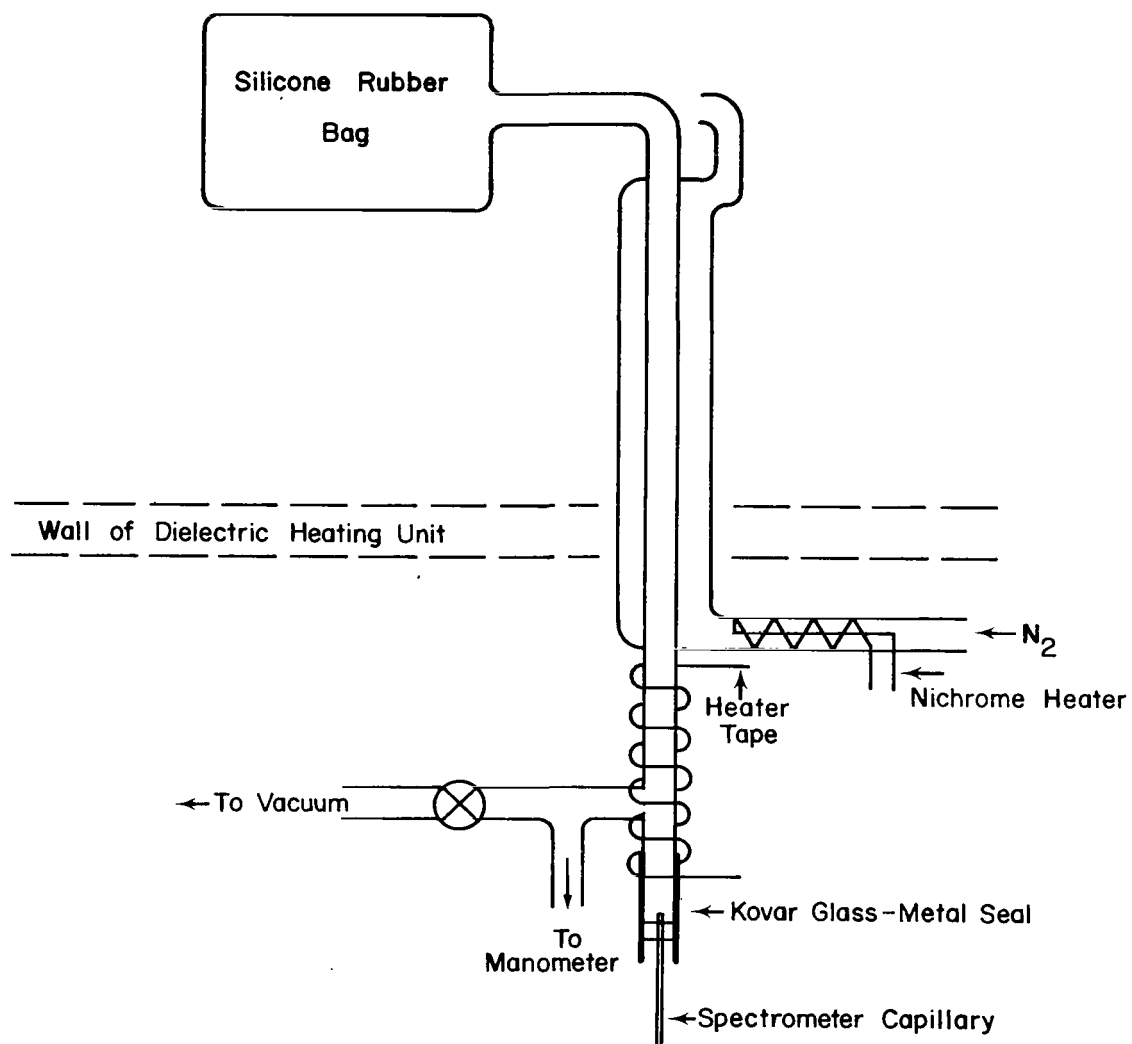 Silicone Rubber
Bag
Wall of Dielectric Heating Unit
N2
Nichrome Heater
Heater
Tape
To Vacuum
Kovar Glass-Metal Seal
To
Manometer
Spectrometer Capillary